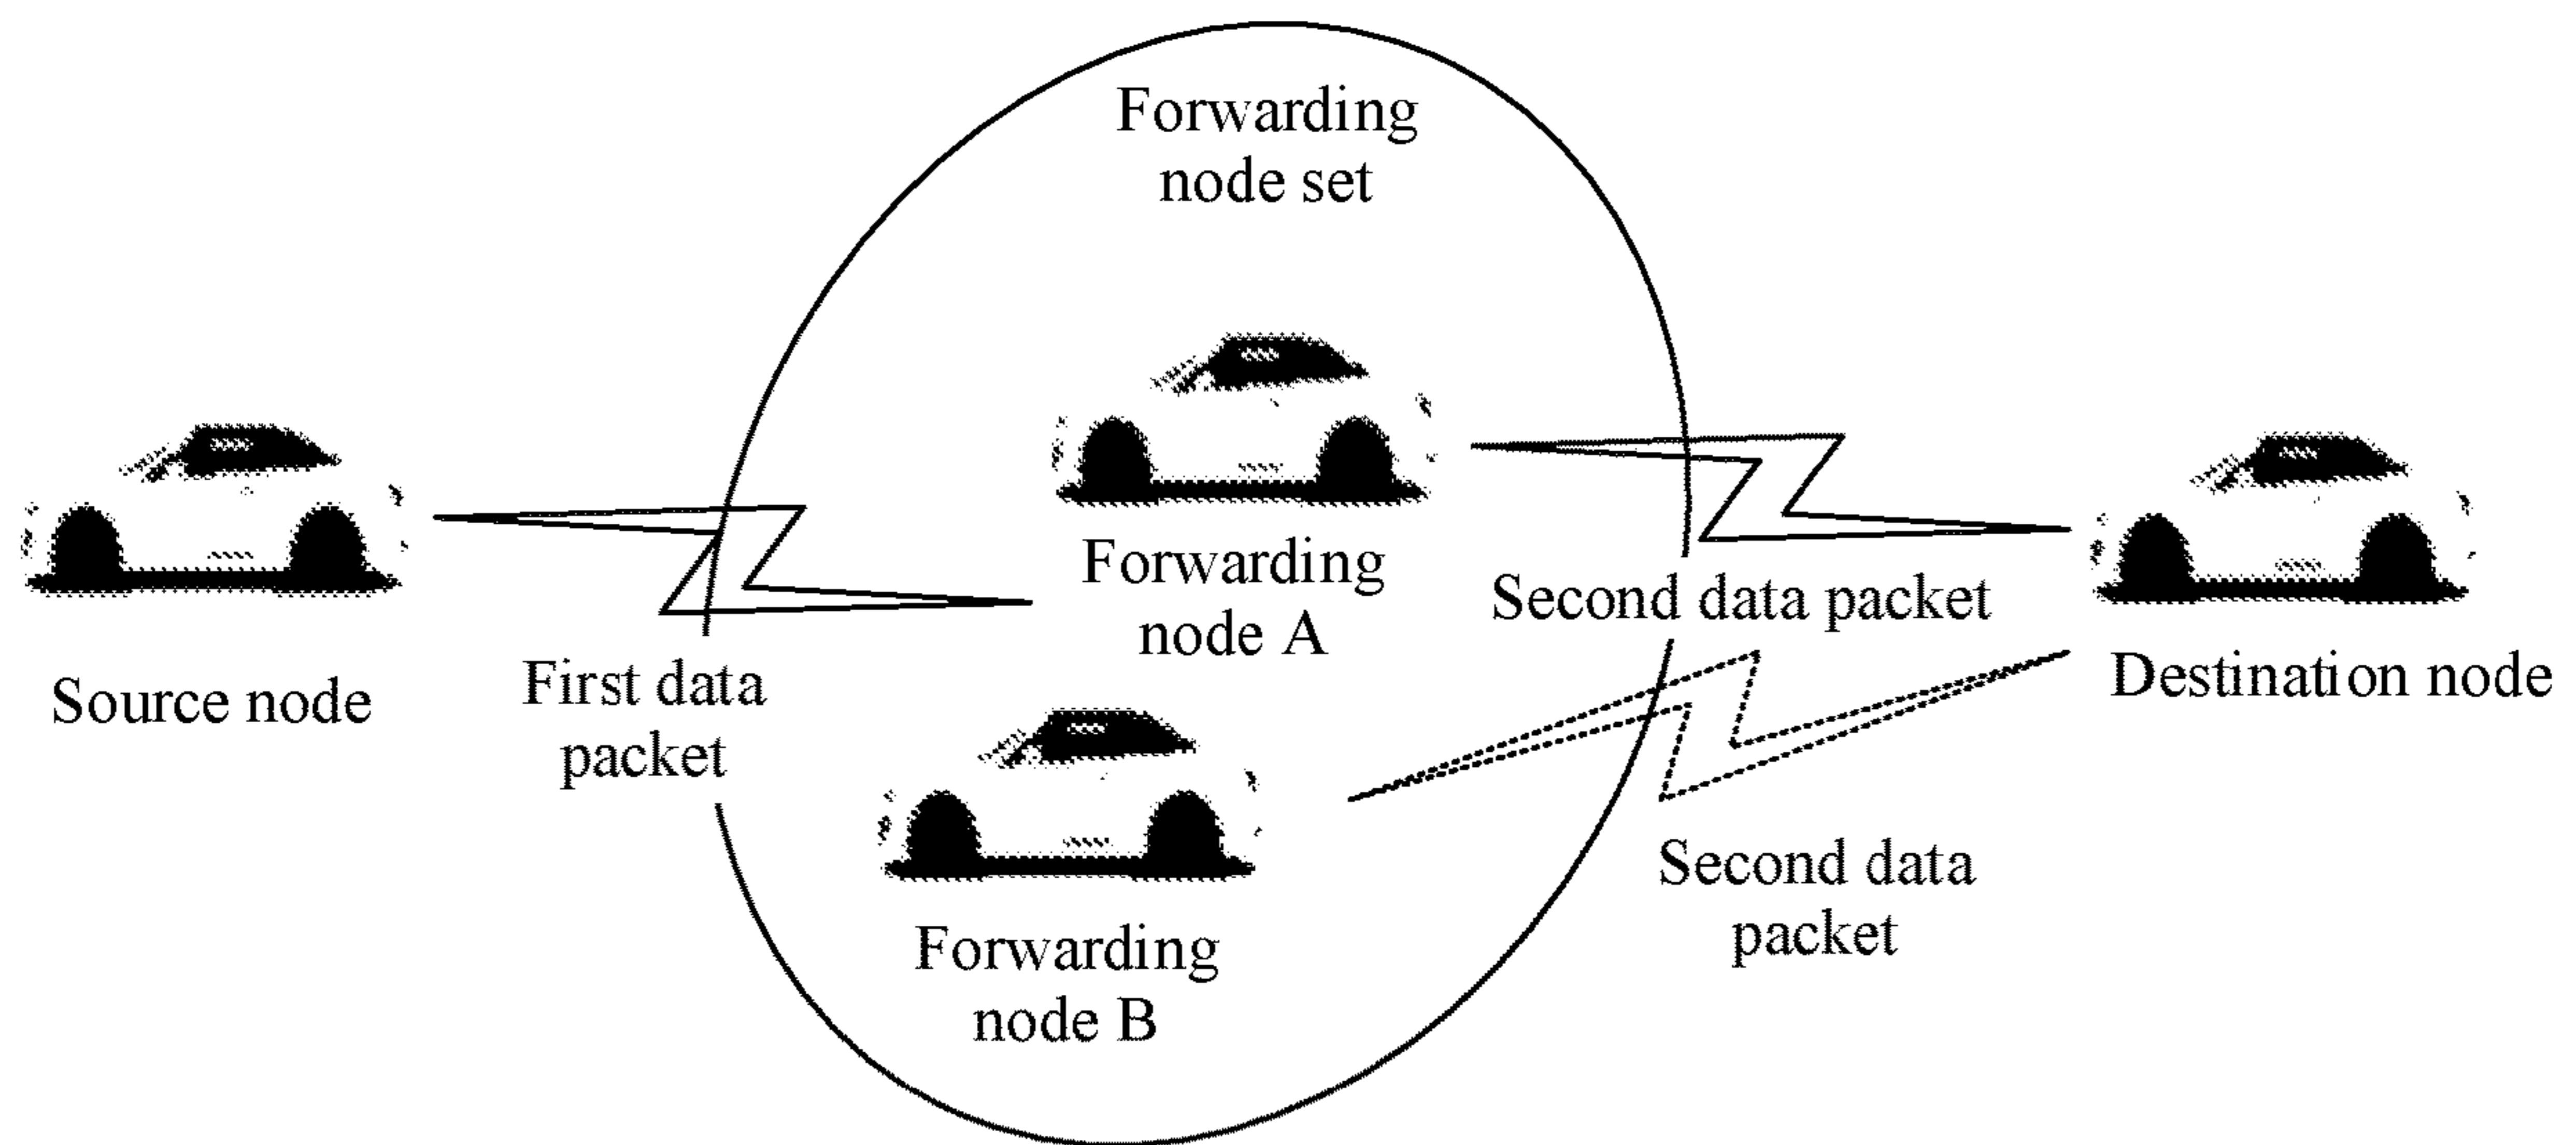 Forwarding
node set
Source node
First data
packet
Forwarding
node A
Second data packet
Destination node
Forwarding
node B
Second data
packet